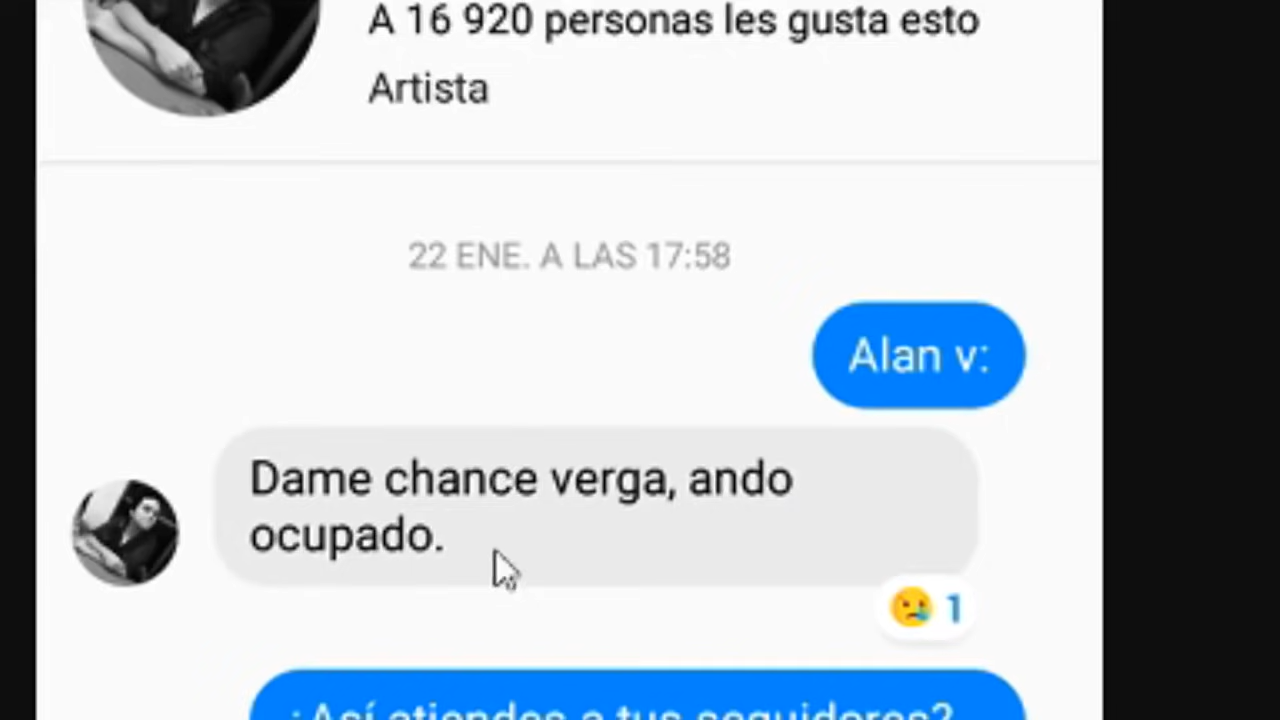 A 16 920 personas les gusta esto
Artista
22 ENE. A LAS 17:58
Alan v:
Dame chance verga, ando
ocupado.
1
¿Así atiendes a tus seguidores?